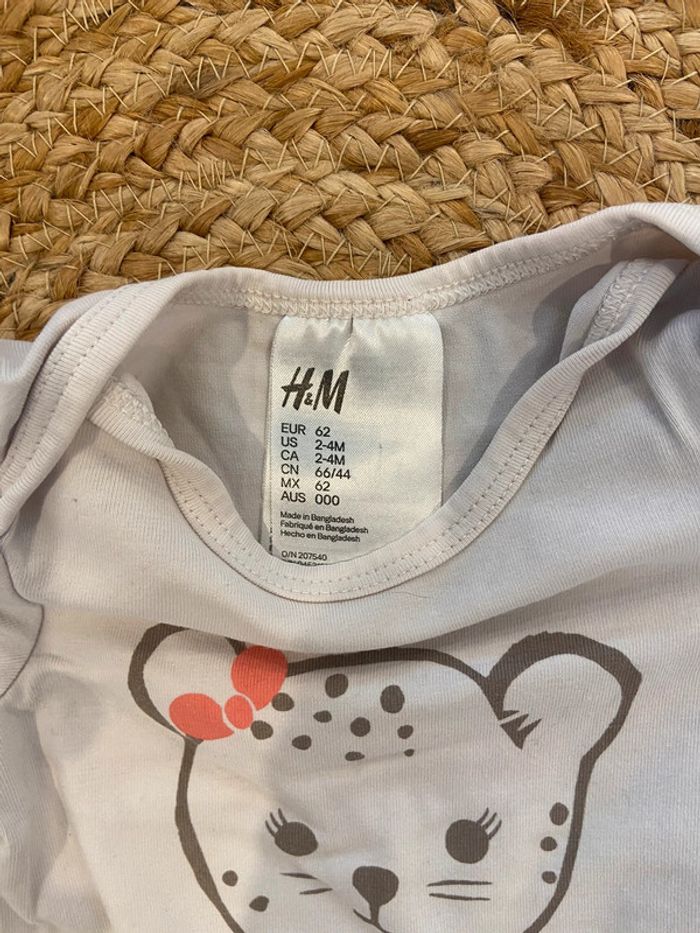 H&M
EUR 62
US 2-4M
CA 2-4M
CN 66/44
MX 62
AUS 000
Made in Bangladesh
Fabriqué en Bangladesh
Hecho en Bangladesh
O/N 207540